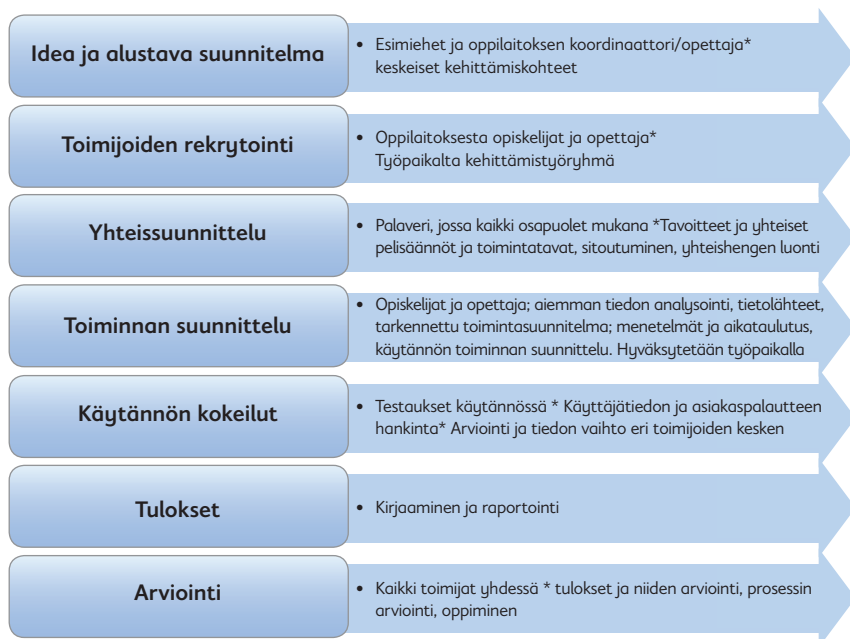 Idea ja alustava suunnitelma
• Esimiehet ja oppilaitoksen koordinaattori/opettaja*
keskeiset kehittämiskohteet
Toimijoiden rekrytointi
• Oppilaitoksesta opiskelijat ja opettaja*
Työpaikalta kehittämistyöryhmä
Yhteissuunnittelu
• Palaveri, jossa kaikki osapuolet mukana *Tavoitteet ja yhteiset
pelisäännöt ja toimintatavat, sitoutuminen, yhteishengen luonti
Toiminnan suunnittelu
• Opiskelijat ja opettaja; aiemman tiedon analysointi, tietolähteet,
tarkennettu toimintasuunnitelma; menetelmät ja aikataulutus,
käytännön toiminnan suunnittelu. Hyväksytetään työpaikalla
Käytännön kokeilut
• Testaukset käytännössä * Käyttäjätiedon ja asiakaspalautteen
hankinta* Arviointi ja tiedon vaihto eri toimijoiden kesken
Tulokset
• Kirjaaminen ja raportointi
Arviointi
• Kaikki toimijat yhdessä * tulokset ja niiden arviointi, prosessin
arviointi, oppiminen